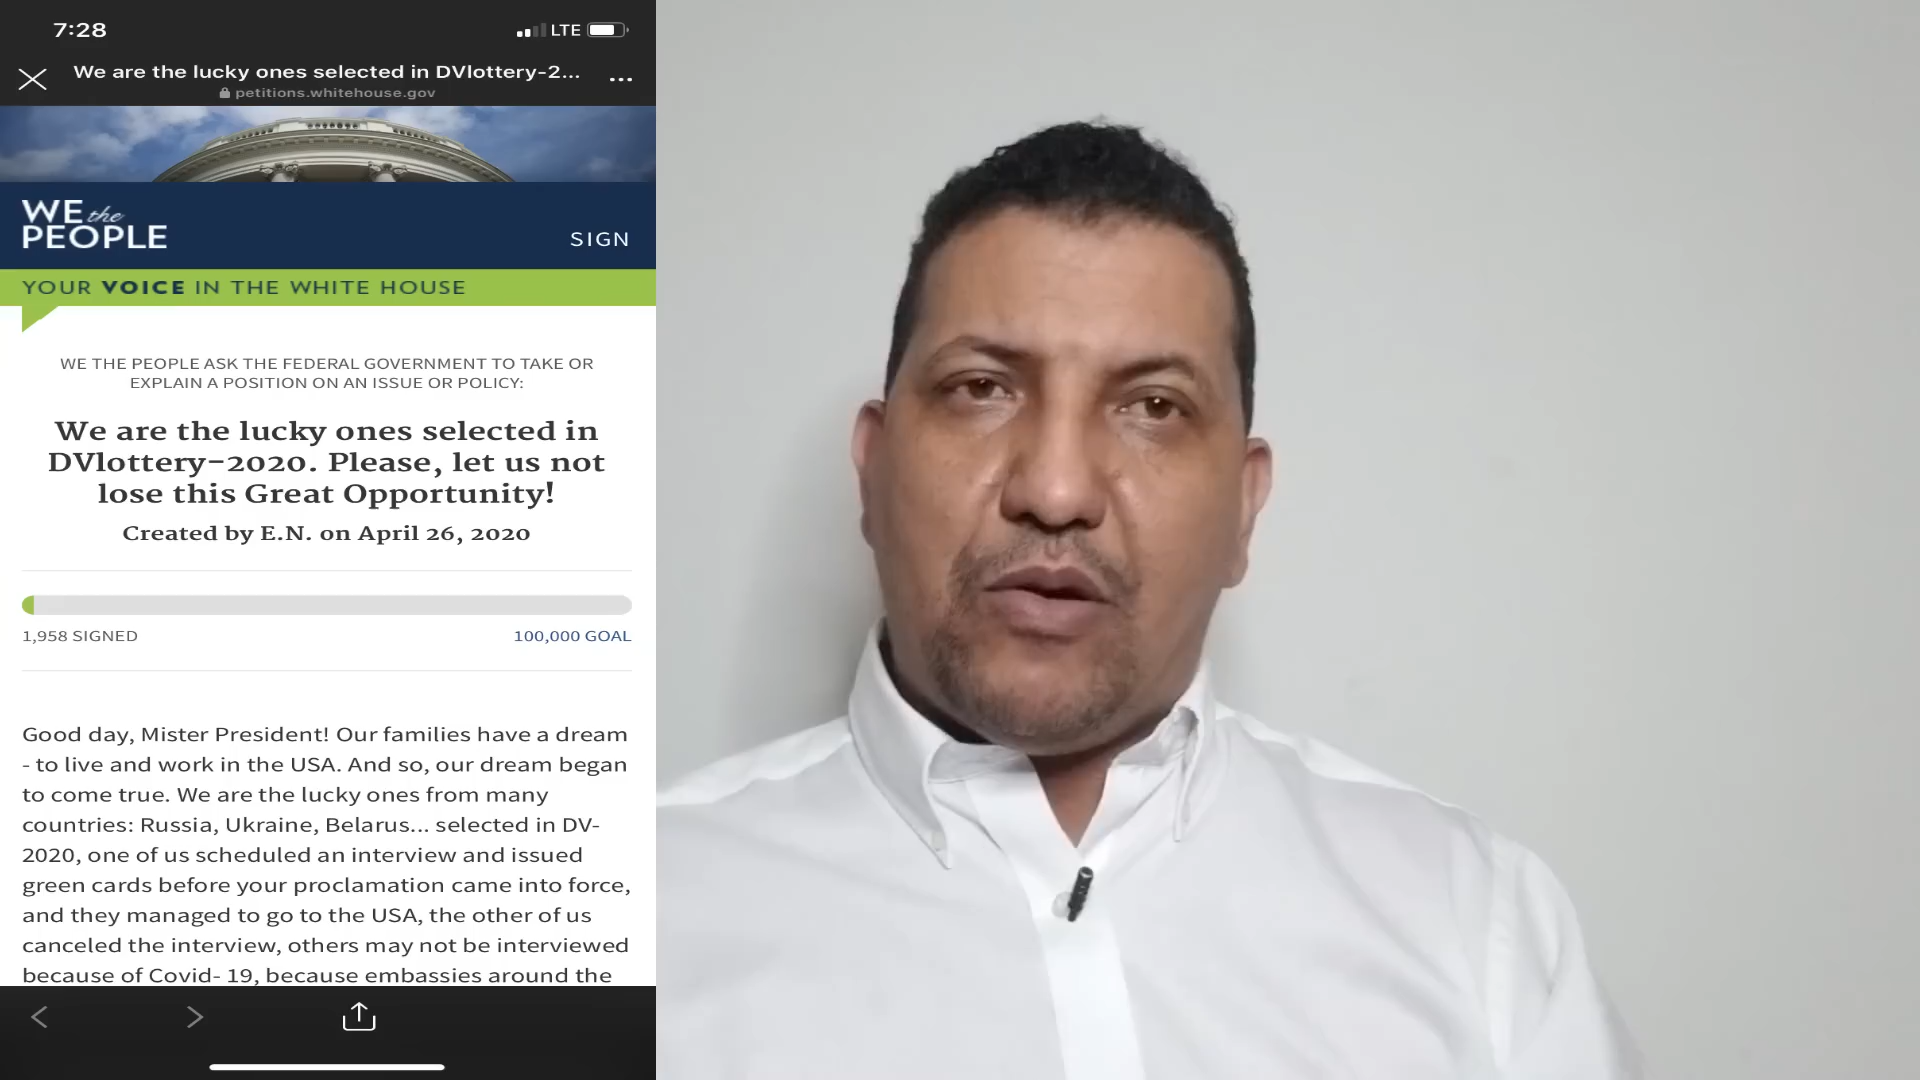 7:28
LTE
We are the lucky ones selected in DVlottery-2...
petitions.whitehouse.gov
WE the
PEOPLE
SIGN
YOUR VOICE IN THE WHITE HOUSE
WE THE PEOPLE ASK THE FEDERAL GOVERNMENT TO TAKE OR
EXPLAIN A POSITION ON AN ISSUE OR POLICY:
We are the lucky ones selected in
DVlottery-2020. Please, let us not
lose this Great Opportunity!
Created by E.N. on April 26, 2020
1,958 SIGNED
100,000 GOAL
Good day, Mister President! Our families have a dream
- to live and work in the USA. And so, our dream began
to come true. We are the lucky ones from many
countries: Russia, Ukraine, Belarus... selected in DV-
2020, one of us scheduled an interview and issued
green cards before your proclamation came into force,
and they managed to go to the USA, the other of us
canceled the interview, others may not be interviewed
because of Covid- 19, because embassies around the